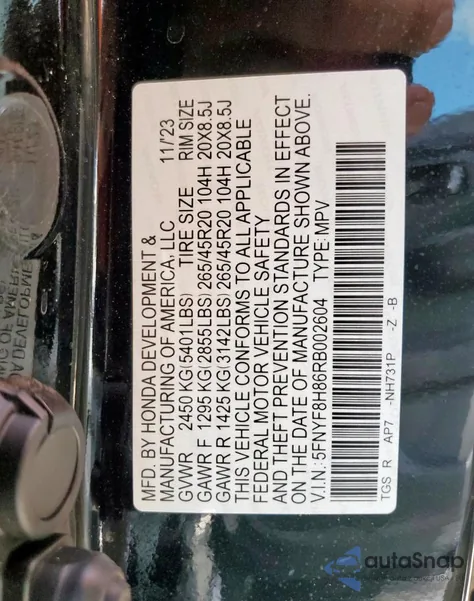 MFD. BY HONDA DEVELOPMENT &
MANUFACTURING OF AMERICA, LLC 11/23
GVWR 2450 KG(5401LBS) TIRE SIZE RIM SIZE
GAWR F 1295 KG(2855LBS) 265/45R20 104H 20X8.5J
GAWR R 1425 KG(3142LBS) 265/45R20 104H 20X8.5J
THIS VEHICLE CONFORMS TO ALL APPLICABLE
FEDERAL MOTOR VEHICLE SAFETY
AND THEFT PREVENTION STANDARDS IN EFFECT
ON THE DATE OF MANUFACTURE SHOWN ABOVE.
V.I.N.:5FNYF8H86RB002604 TYPE:MPV
TGS R AP7 -NH731P -Z -B
autoSnap